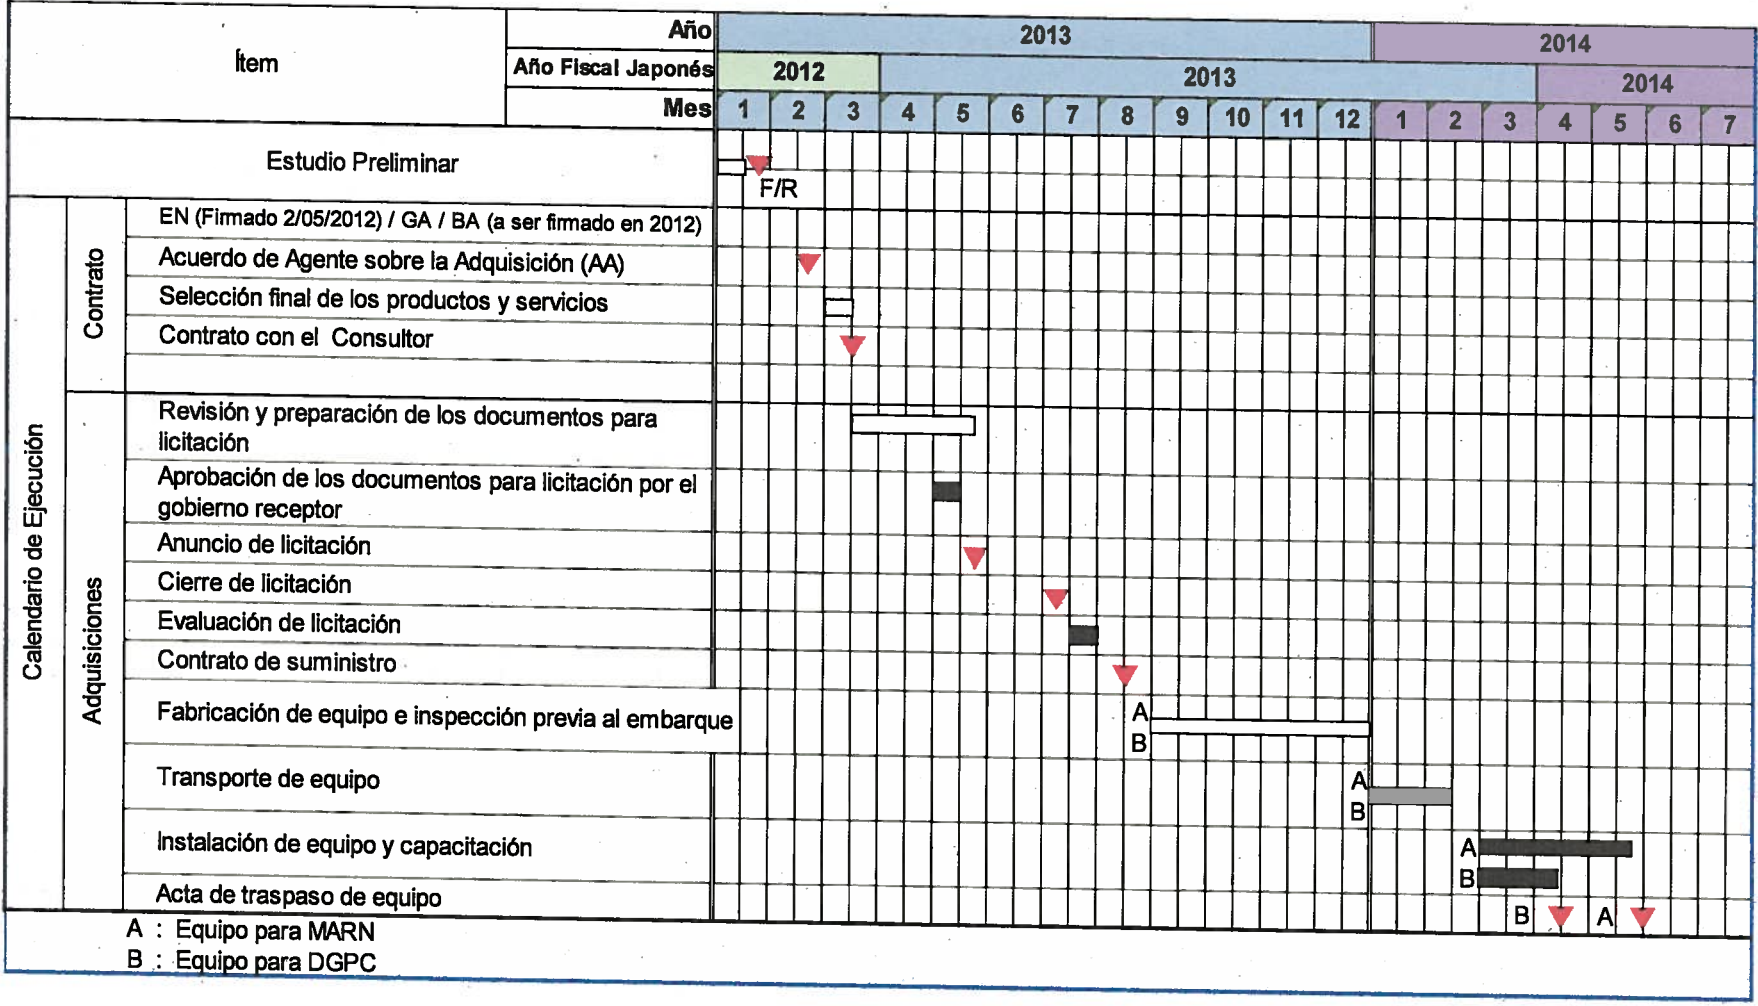 Ítem
Año
2013
2014
Año Fiscal Japonés
2012
2013
2014
Mes
1 2 3 4 5 6 7 8 9 10 11 12 1 2 3 4 5 6 7
Estudio Preliminar
F/R
Calendario de Ejecución
Contrato
EN (Firmado 2/05/2012) / GA / BA (a ser firmado en 2012)
Acuerdo de Agente sobre la Adquisición (AA)
Selección final de los productos y servicios
Contrato con el Consultor
Adquisiciones
Revisión y preparación de los documentos para
licitación
Aprobación de los documentos para licitación por el
gobierno receptor
Anuncio de licitación
Cierre de licitación
Evaluación de licitación
Contrato de suministro
Fabricación de equipo e inspección previa al embarque
A
B
Transporte de equipo
A
B
Instalación de equipo y capacitación
A
B
Acta de traspaso de equipo
B A
A : Equipo para MARN
B : Equipo para DGPC